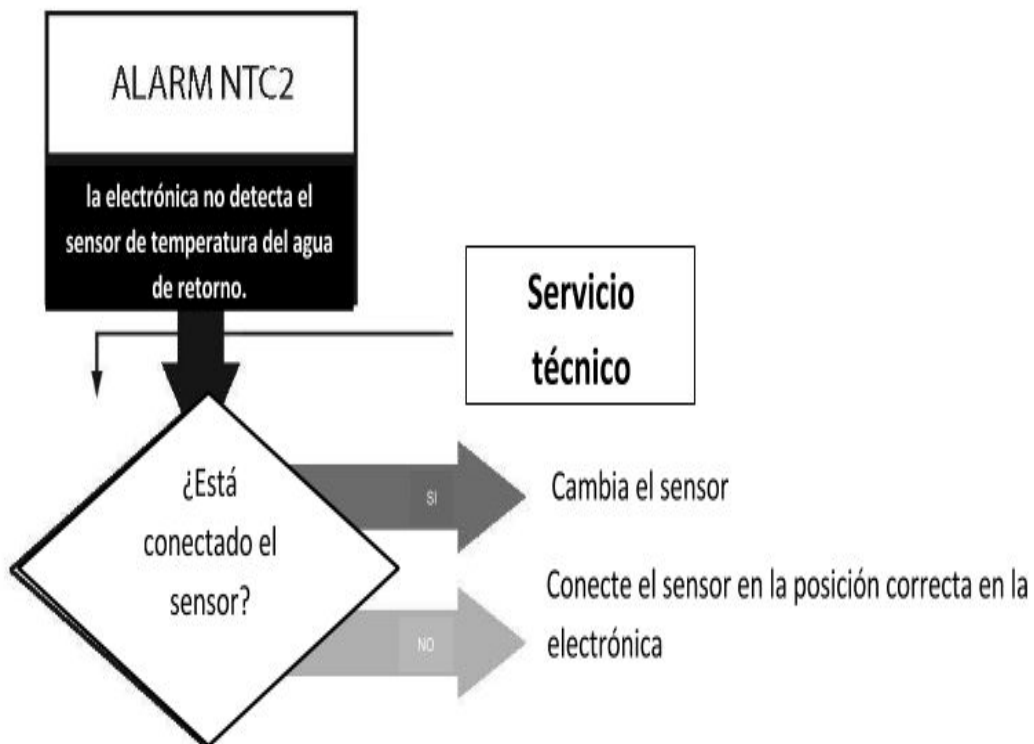 ALARM NTC2
la electrónica no detecta el
sensor de temperatura del agua
de retorno.
Servicio
técnico
¿Está
conectado el
sensor?
SI
Cambia el sensor
NO
Conecte el sensor en la posición correcta en la
electrónica